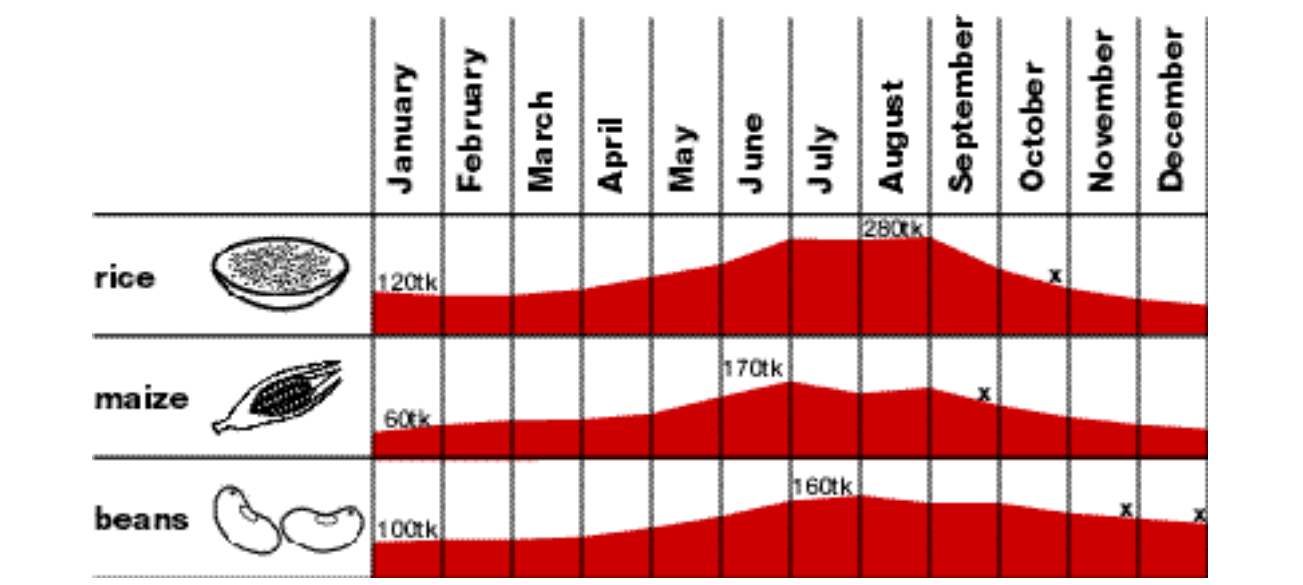 January February March April May June July August September October November December
rice 120tk 280tk x
maize 60tk 170tk x
beans 100tk 160tk x x